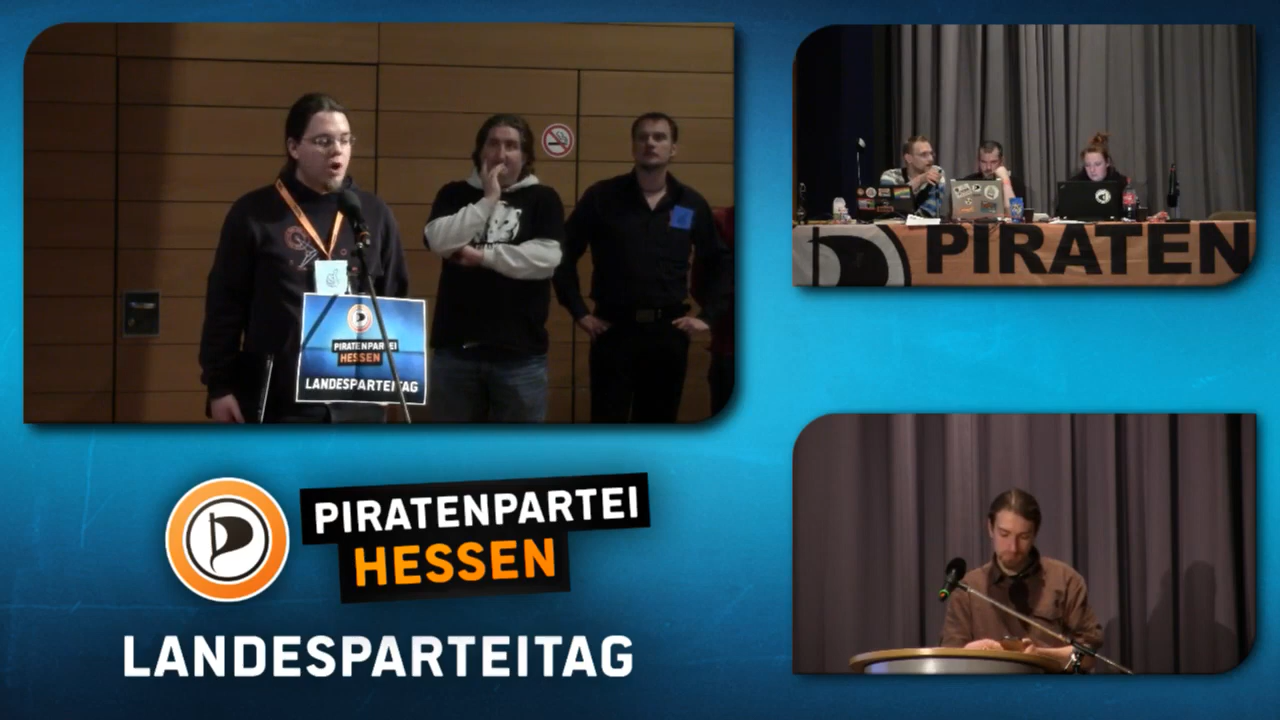 PIRATENPARTEI
HESSEN
LANDESPARTEITAG
PIRATEN
PIRATENPARTEI
HESSEN
LANDESPARTEITAG